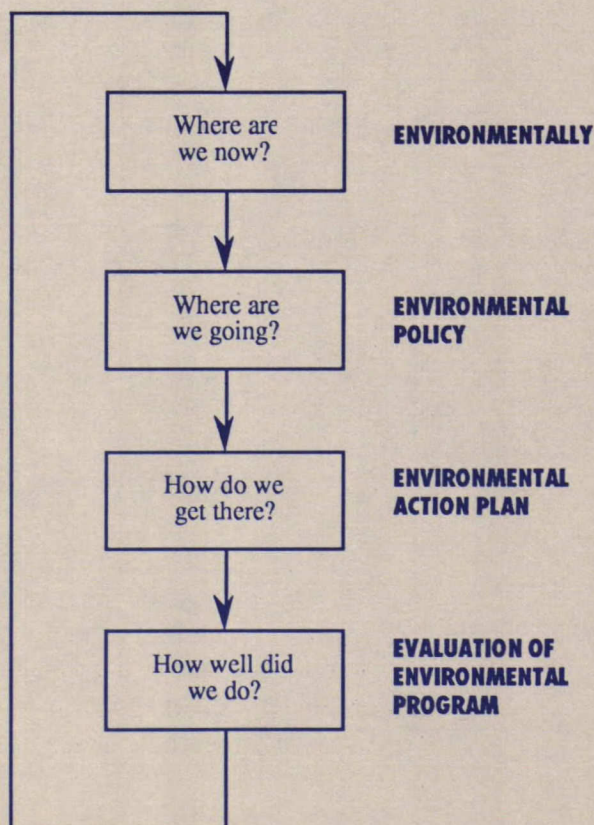 Where are
we now?
ENVIRONMENTALLY
Where are
we going?
ENVIRONMENTAL
POLICY
How do we
get there?
ENVIRONMENTAL
ACTION PLAN
How well did
we do?
EVALUATION OF
ENVIRONMENTAL
PROGRAM